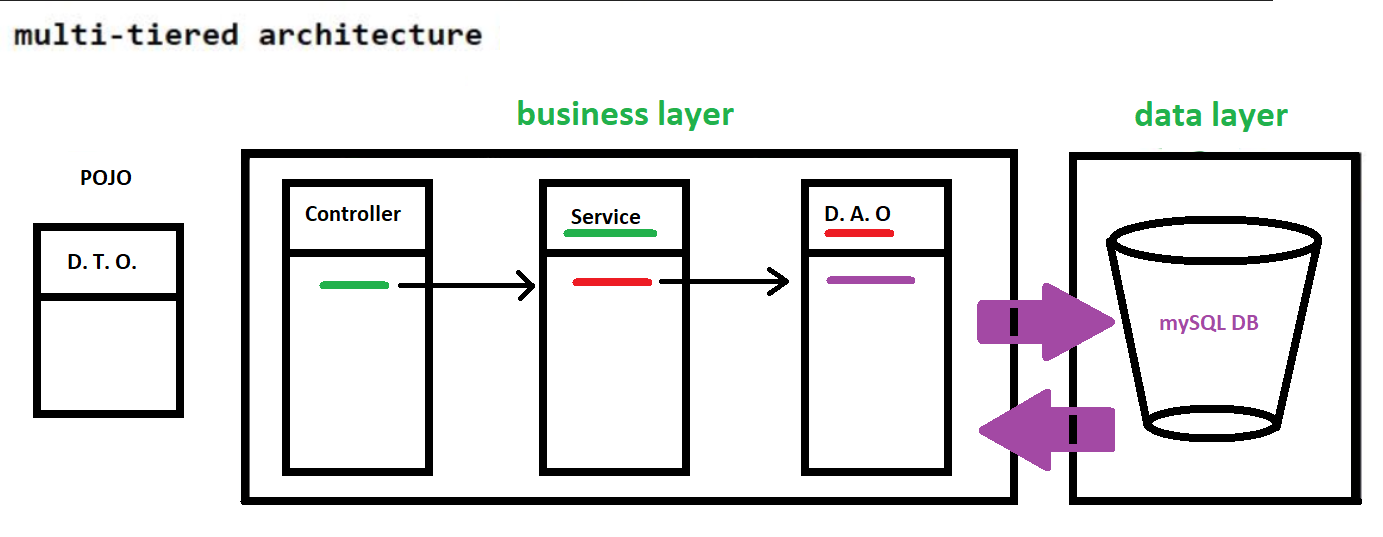 multi-tiered architecture
business layer
data layer
POJO
Controller
Service
D. A. O
D. T. O.
mySQL DB